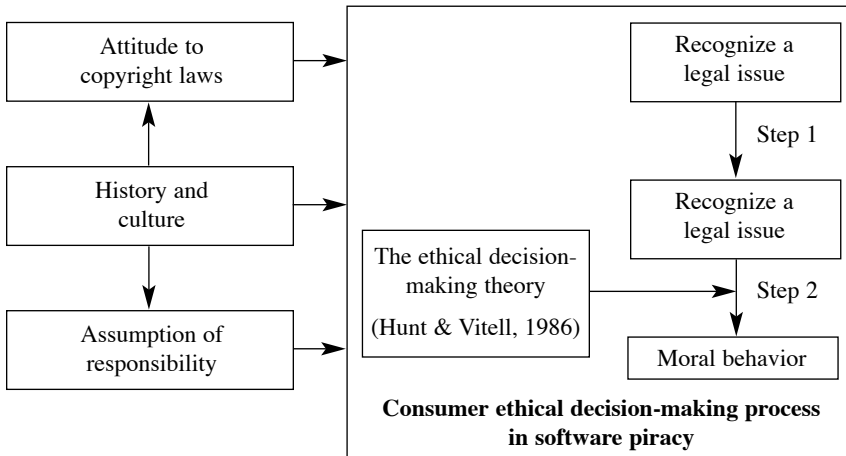 Attitude to
copyright laws
History and
culture
Assumption of
responsibility
Recognize a
legal issue
Step 1
Recognize a
legal issue
The ethical decision-
making theory
(Hunt & Vitell, 1986)
Step 2
Moral behavior
Consumer ethical decision-making process
in software piracy